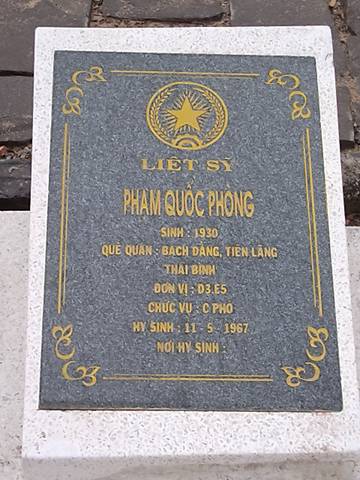 LIỆT SỸ
PHẠM QUỐC PHÒNG
SINH : 1930
QUÊ QUÁN : BẠCH ĐẰNG, TIÊN LÃNG
THÁI BÌNH
ĐƠN VỊ : D3.E5
CHỨC VỤ : C PHÓ
HY SINH : 11 - 5 - 1967
NƠI HY SINH :